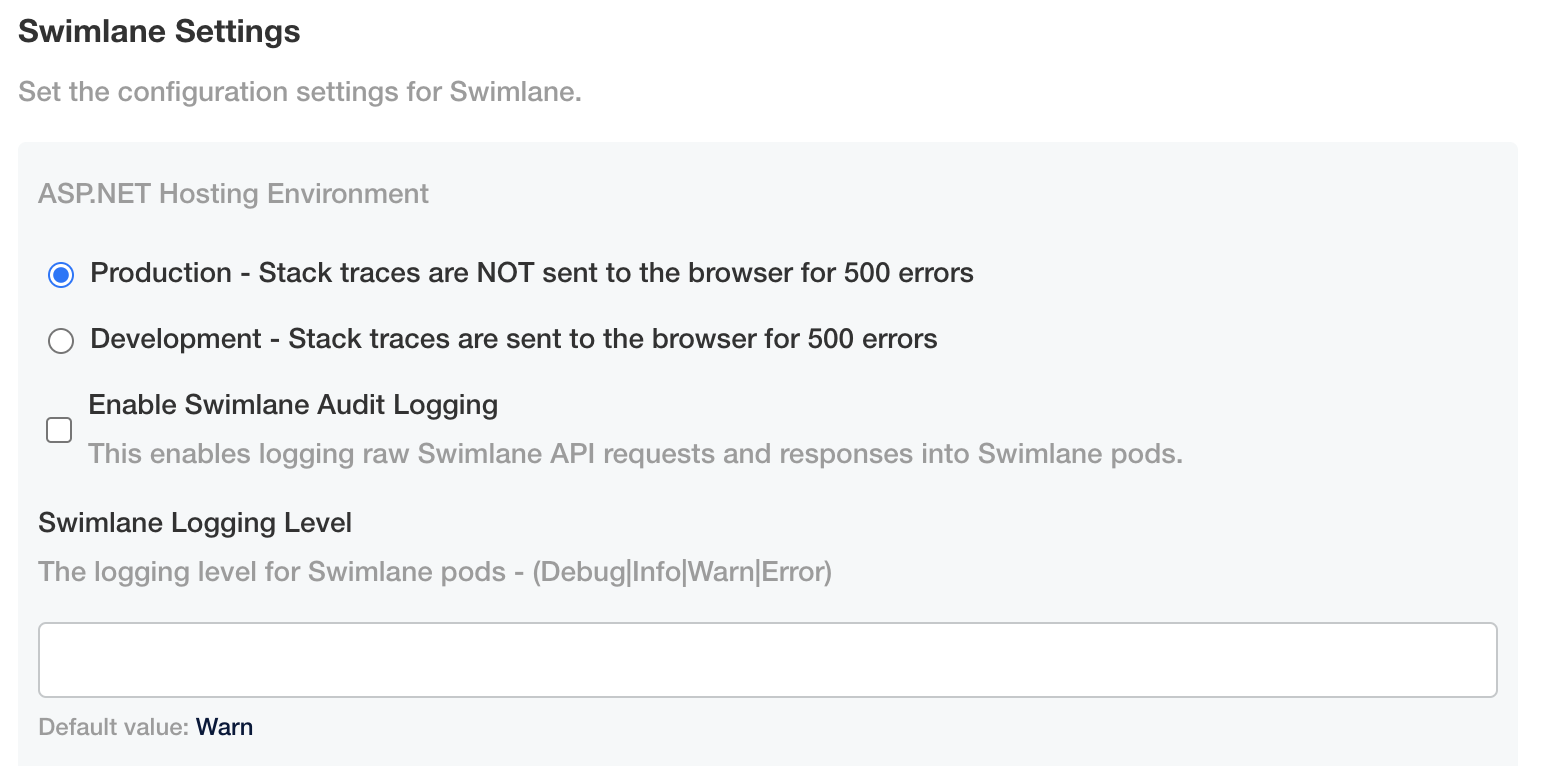 Swimlane Settings
Set the configuration settings for Swimlane.
ASP.NET Hosting Environment
Production - Stack traces are NOT sent to the browser for 500 errors
Development - Stack traces are sent to the browser for 500 errors
Enable Swimlane Audit Logging
This enables logging raw Swimlane API requests and responses into Swimlane pods.
Swimlane Logging Level
The logging level for Swimlane pods - (Debug|Info|Warn|Error)
Default value: Warn